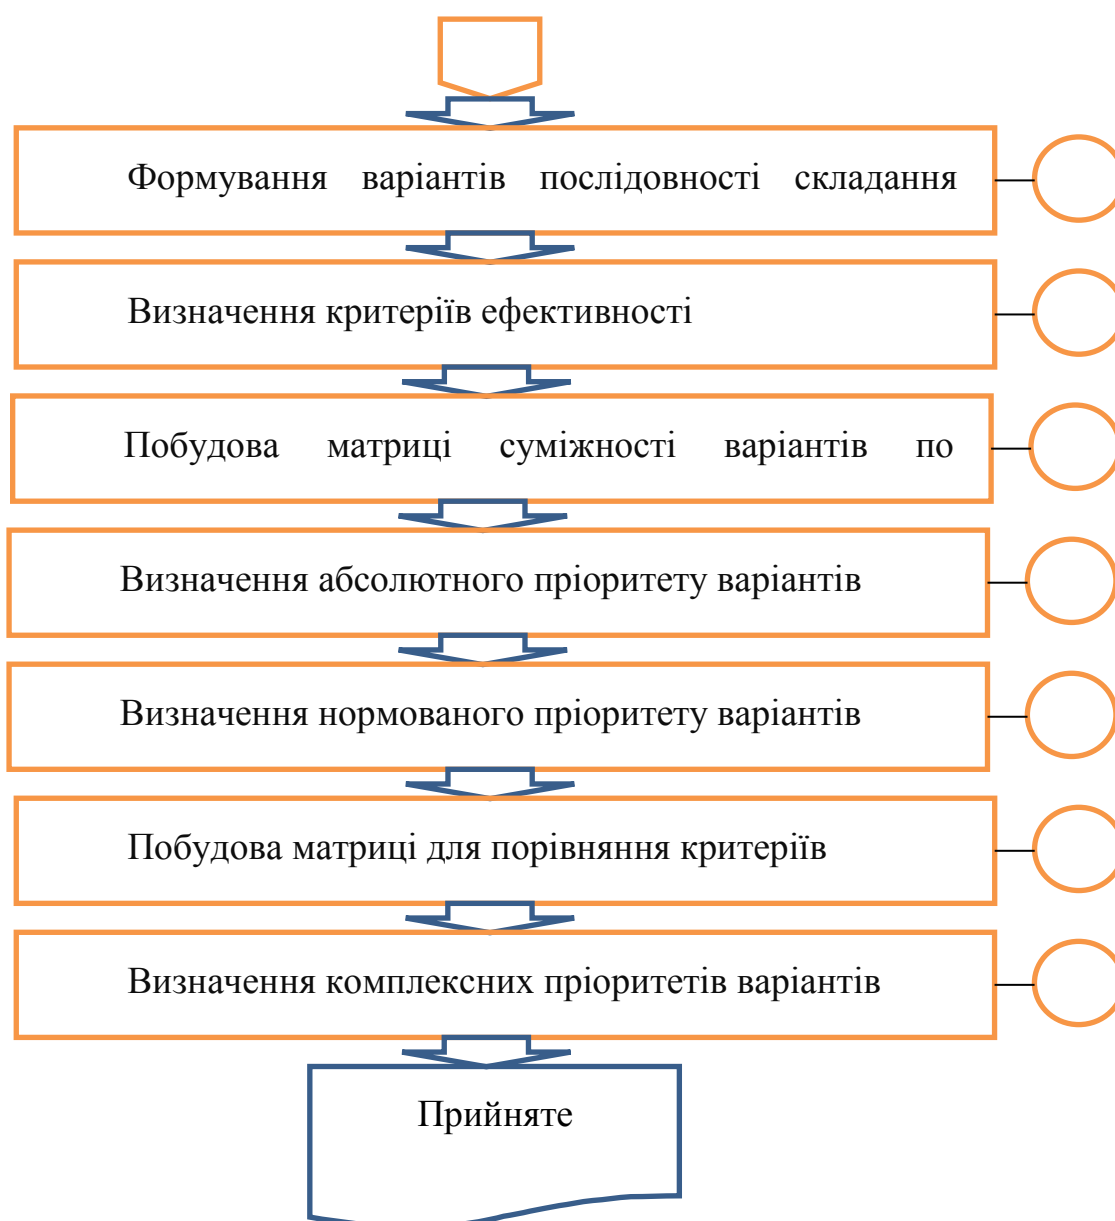 Формування варіантів послідовності складання
Визначення критеріїв ефективності
Побудова матриці суміжності варіантів по
Визначення абсолютного пріоритету варіантів
Визначення нормованого пріоритету варіантів
Побудова матриці для порівняння критеріїв
Визначення комплексних пріоритетів варіантів
Прийняте